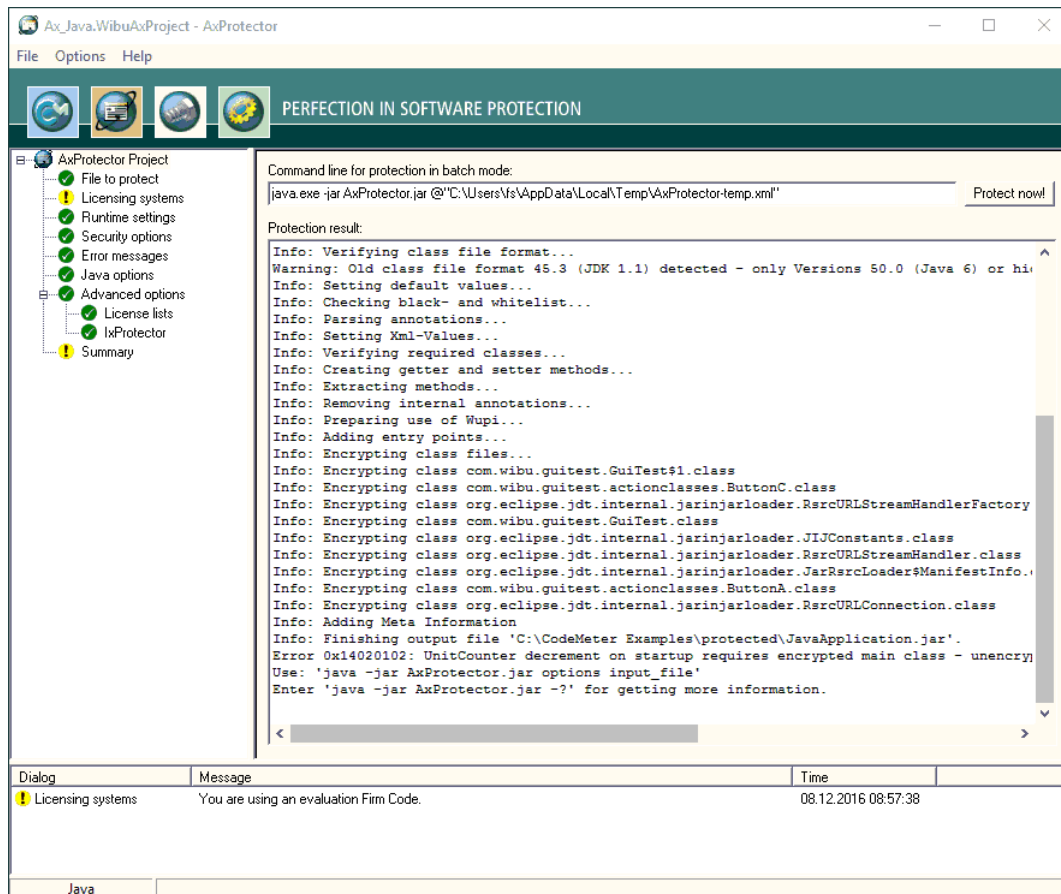 Ax_Java.WibuAxProject - AxProtector
File Options Help
PERFECTION IN SOFTWARE PROTECTION
AxProtector Project
File to protect
Licensing systems
Runtime settings
Security options
Error messages
Java options
Advanced options
License lists
IxProtector
Summary
Command line for protection in batch mode:
java.exe -jar AxProtector.jar @"C:\Users\fs\AppData\Local\Temp\AxProtector-temp.xml"
Protect now!
Protection result:
Info: Verifying class file format...
Warning: Old class file format 45.3 (JDK 1.1) detected - only Versions 50.0 (Java 6) or hi
Info: Setting default values...
Info: Checking black- and whitelist...
Info: Parsing annotations...
Info: Setting Xml-Values...
Info: Verifying required classes...
Info: Creating getter and setter methods...
Info: Extracting methods...
Info: Removing internal annotations...
Info: Preparing use of Wupi...
Info: Adding entry points...
Info: Encrypting class files...
Info: Encrypting class com.wibu.guitest.GuiTest$1.class
Info: Encrypting class com.wibu.guitest.actionclasses.ButtonC.class
Info: Encrypting class org.eclipse.jdt.internal.jarinjarloader.RsrcURLStreamHandlerFactory
Info: Encrypting class com.wibu.guitest.GuiTest.class
Info: Encrypting class org.eclipse.jdt.internal.jarinjarloader.JIJConstants.class
Info: Encrypting class org.eclipse.jdt.internal.jarinjarloader.RsrcURLStreamHandler.class
Info: Encrypting class org.eclipse.jdt.internal.jarinjarloader.JarRsrcLoader$ManifestInfo.
Info: Encrypting class com.wibu.guitest.actionclasses.ButtonA.class
Info: Encrypting class org.eclipse.jdt.internal.jarinjarloader.RsrcURLConnection.class
Info: Adding Meta Information
Info: Finishing output file 'C:\CodeMeter Examples\protected\JavaApplication.jar'.
Error 0x14020102: UnitCounter decrement on startup requires encrypted main class - unencryp
Use: 'java -jar AxProtector.jar options input_file'
Enter 'java -jar AxProtector.jar -?' for getting more information.
Dialog Message Time
Licensing systems You are using an evaluation Firm Code. 08.12.2016 08:57:38
Java